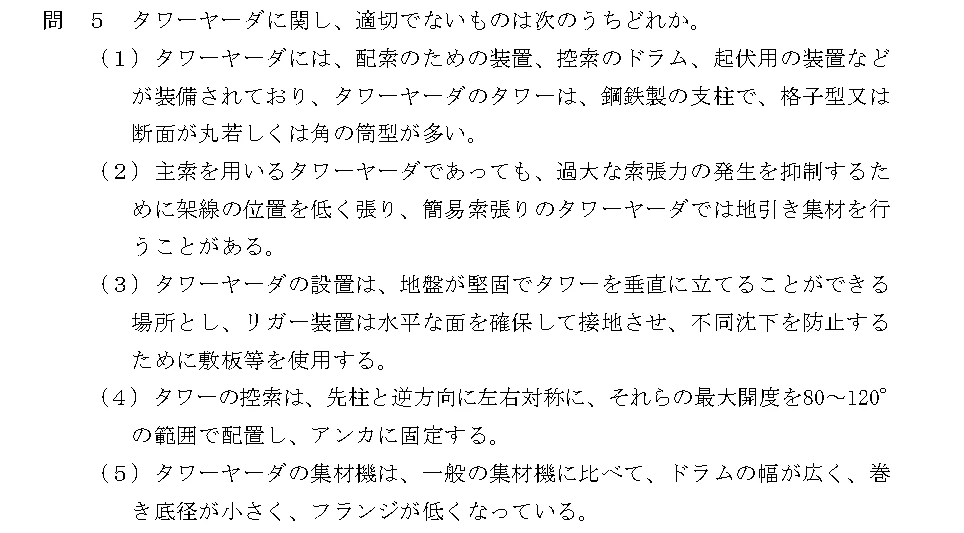 問　５　タワーヤーダに関し、適切でないものは次のうちどれか。
（１）タワーヤーダには、配索のための装置、控索のドラム、起伏用の装置など
が装備されており、タワーヤーダのタワーは、鋼鉄製の支柱で、格子型又は
断面が丸若しくは角の筒型が多い。
（２）主索を用いるタワーヤーダであっても、過大な索張力の発生を抑制するた
めに架線の位置を低く張り、簡易索張りのタワーヤーダでは地引き集材を行
うことがある。
（３）タワーヤーダの設置は、地盤が堅固でタワーを垂直に立てることができる
場所とし、リガー装置は水平な面を確保して接地させ、不同沈下を防止する
ために敷板等を使用する。
（４）タワーの控索は、先柱と逆方向に左右対称に、それらの最大開度を80～120°
の範囲で配置し、アンカに固定する。
（５）タワーヤーダの集材機は、一般の集材機に比べて、ドラムの幅が広く、巻
き底径が小さく、フランジが低くなっている。